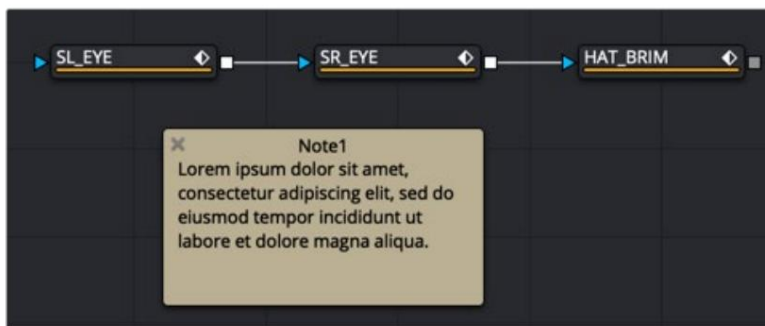 SL_EYE
SR_EYE
HAT_BRIM
Note1
Lorem ipsum dolor sit amet,
consectetur adipiscing elit, sed do
eiusmod tempor incididunt ut
labore et dolore magna aliqua.